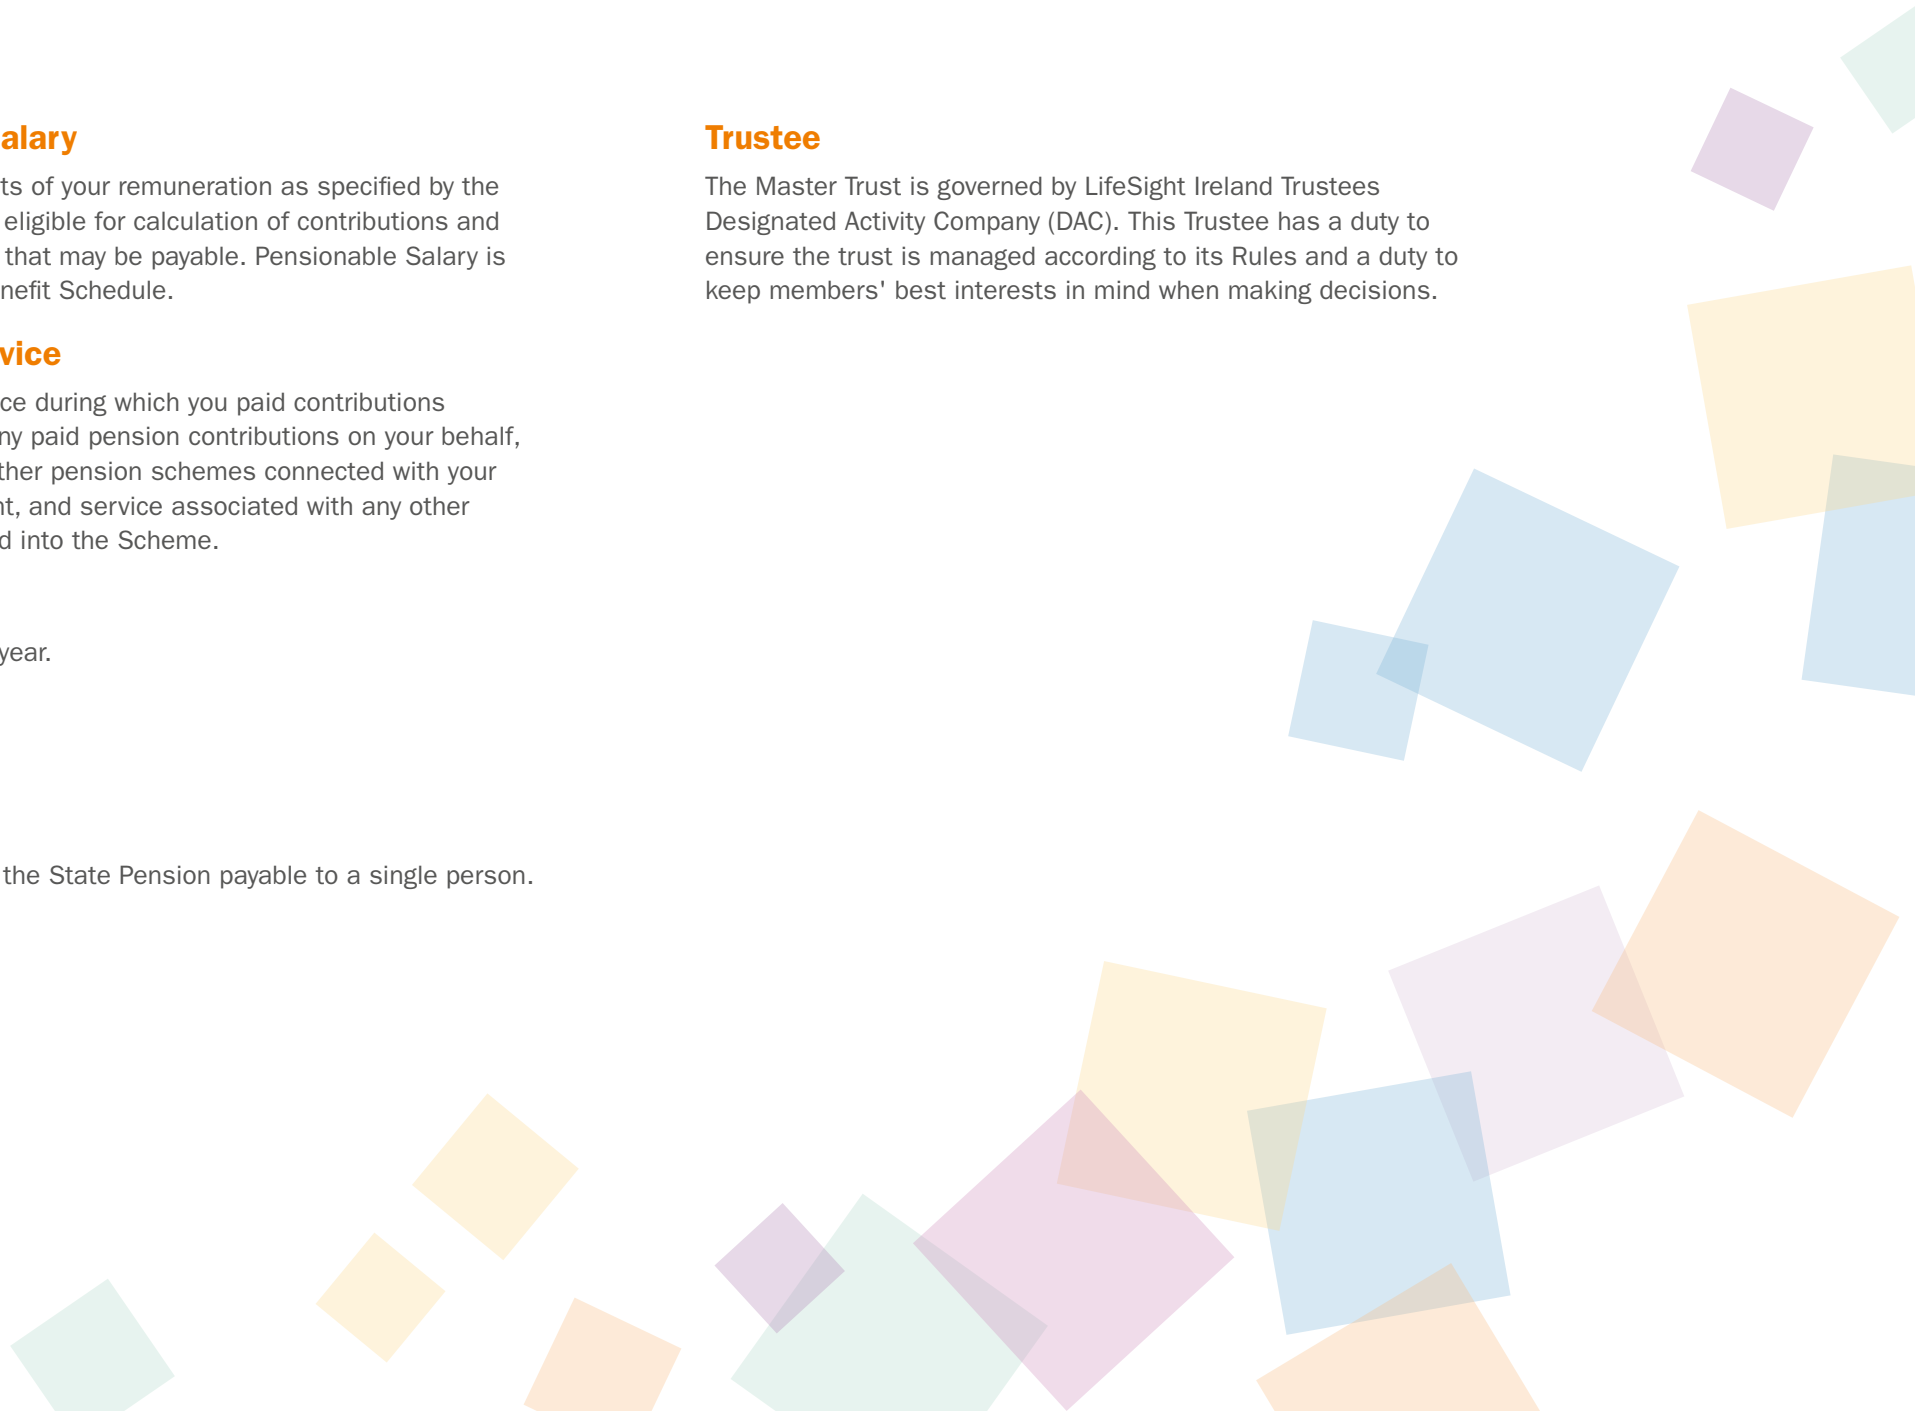 alary
ts of your remuneration as specified by the
eligible for calculation of contributions and
that may be payable. Pensionable Salary is
nefit Schedule.
vice
ce during which you paid contributions
ny paid pension contributions on your behalf,
ther pension schemes connected with your
nt, and service associated with any other
d into the Scheme.
year.
the State Pension payable to a single person.
Trustee
The Master Trust is governed by LifeSight Ireland Trustees
Designated Activity Company (DAC). This Trustee has a duty to
ensure the trust is managed according to its Rules and a duty to
keep members' best interests in mind when making decisions.